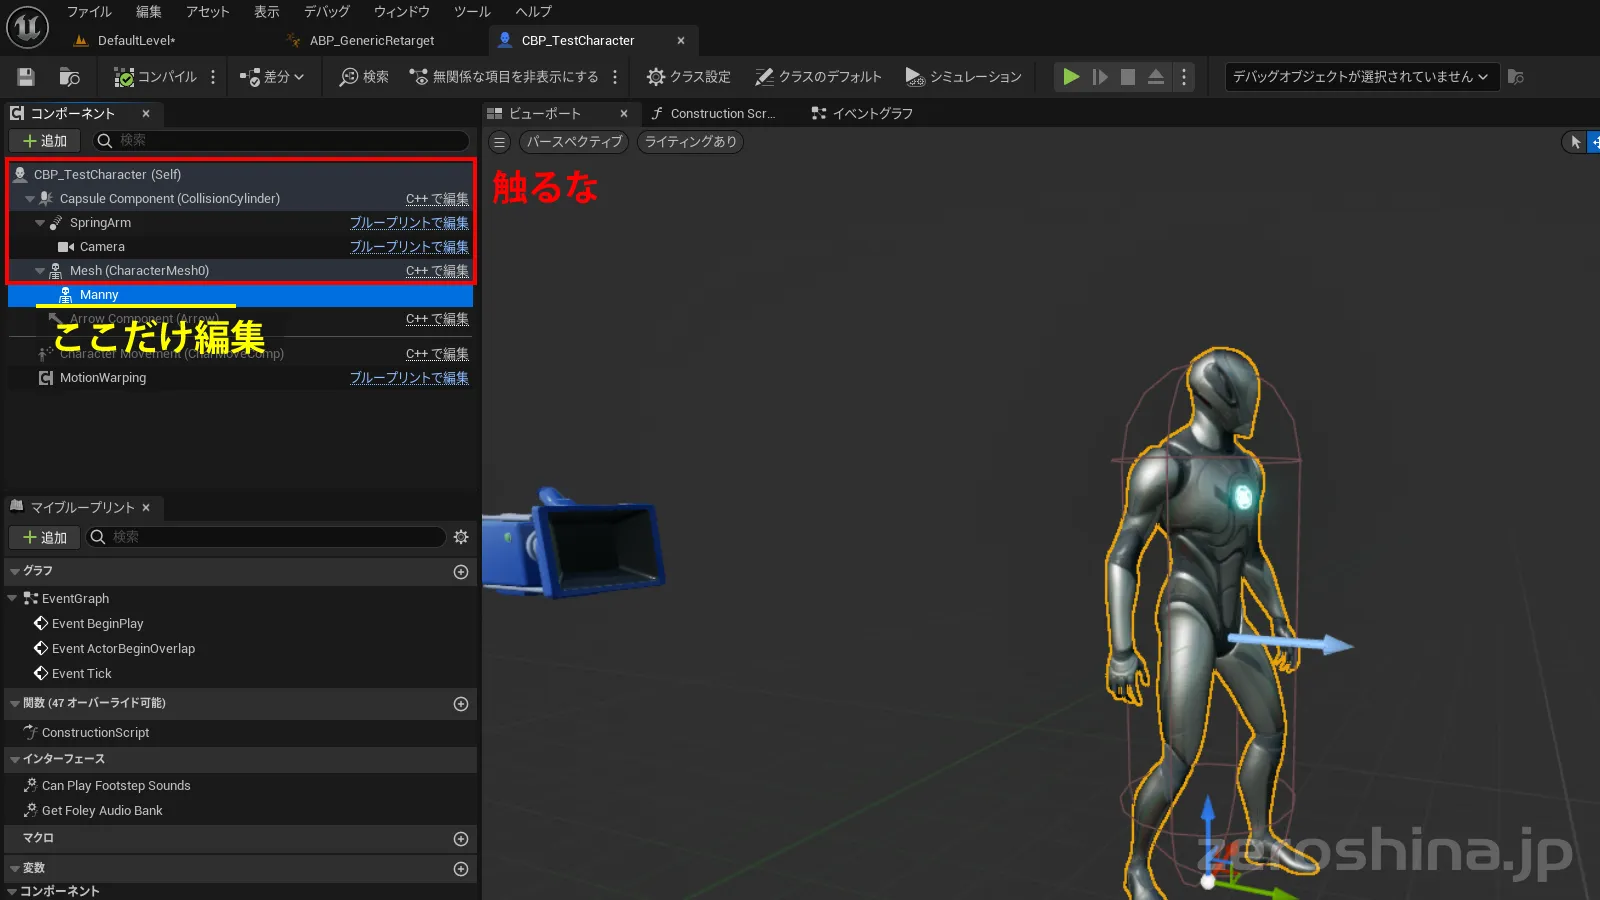 ファイル 編集 アセット 表示 デバッグ ウィンドウ ツール ヘルプ
DefaultLevel* ABP_GenericRetarget CBP_TestCharacter
コンパイル 差分 検索 無関係な項目を非表示にする クラス設定 クラスのデフォルト シミュレーション デバッグオブジェクトが選択されていません
コンポーネント
追加 検索
CBP_TestCharacter (Self)
Capsule Component (CollisionCylinder) C++ で編集
SpringArm ブループリントで編集
Camera ブループリントで編集
Mesh (CharacterMesh0) C++ で編集
Manny
Arrow Component (Arrow) C++ で編集
ここだけ編集
Character Movement (CharMoveComp) C++ で編集
MotionWarping ブループリントで編集
マイブループリント
追加 検索
グラフ
EventGraph
Event BeginPlay
Event ActorBeginOverlap
Event Tick
関数 (47 オーバーライド可能)
ConstructionScript
インターフェース
Can Play Footstep Sounds
Get Foley Audio Bank
マクロ
変数
コンポーネント
ビューポート Construction Scr... イベントグラフ
パースペクティブ ライティングあり
触るな
zeroshina.jp